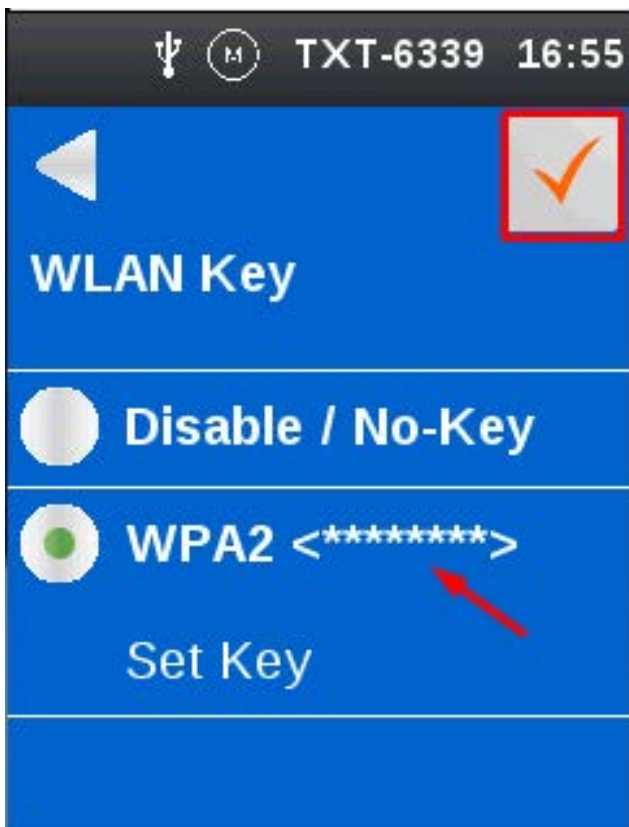 M TXT-6339 16:55
WLAN Key
Disable / No-Key
WPA2 <********>
Set Key